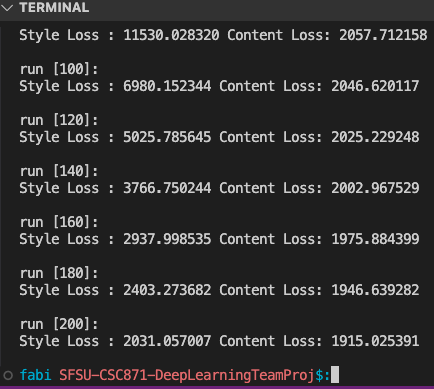 TERMINAL
Style Loss : 11530.028320 Content Loss: 2057.712158
run [100]:
Style Loss : 6980.152344 Content Loss: 2046.620117
run [120]:
Style Loss : 5025.785645 Content Loss: 2025.229248
run [140]:
Style Loss : 3766.750244 Content Loss: 2002.967529
run [160]:
Style Loss : 2937.998535 Content Loss: 1975.884399
run [180]:
Style Loss : 2403.273682 Content Loss: 1946.639282
run [200]:
Style Loss : 2031.057007 Content Loss: 1915.025391
fabi SFSU-CSC871-DeepLearningTeamProj$: